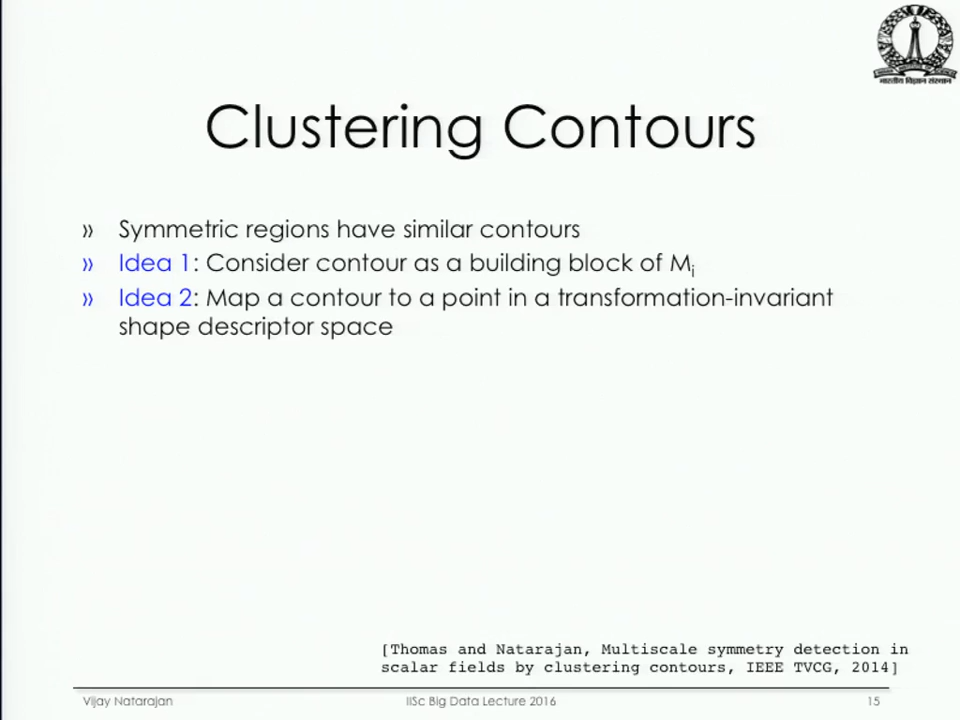 Clustering Contours
» Symmetric regions have similar contours
» Idea 1: Consider contour as a building block of Mi
» Idea 2: Map a contour to a point in a transformation-invariant
shape descriptor space
[Thomas and Natarajan, Multiscale symmetry detection in
scalar fields by clustering contours, IEEE TVCG, 2014]
Vijay Natarajan
IISc Big Data Lecture 2016
15
भारतीय विज्ञान संस्थान